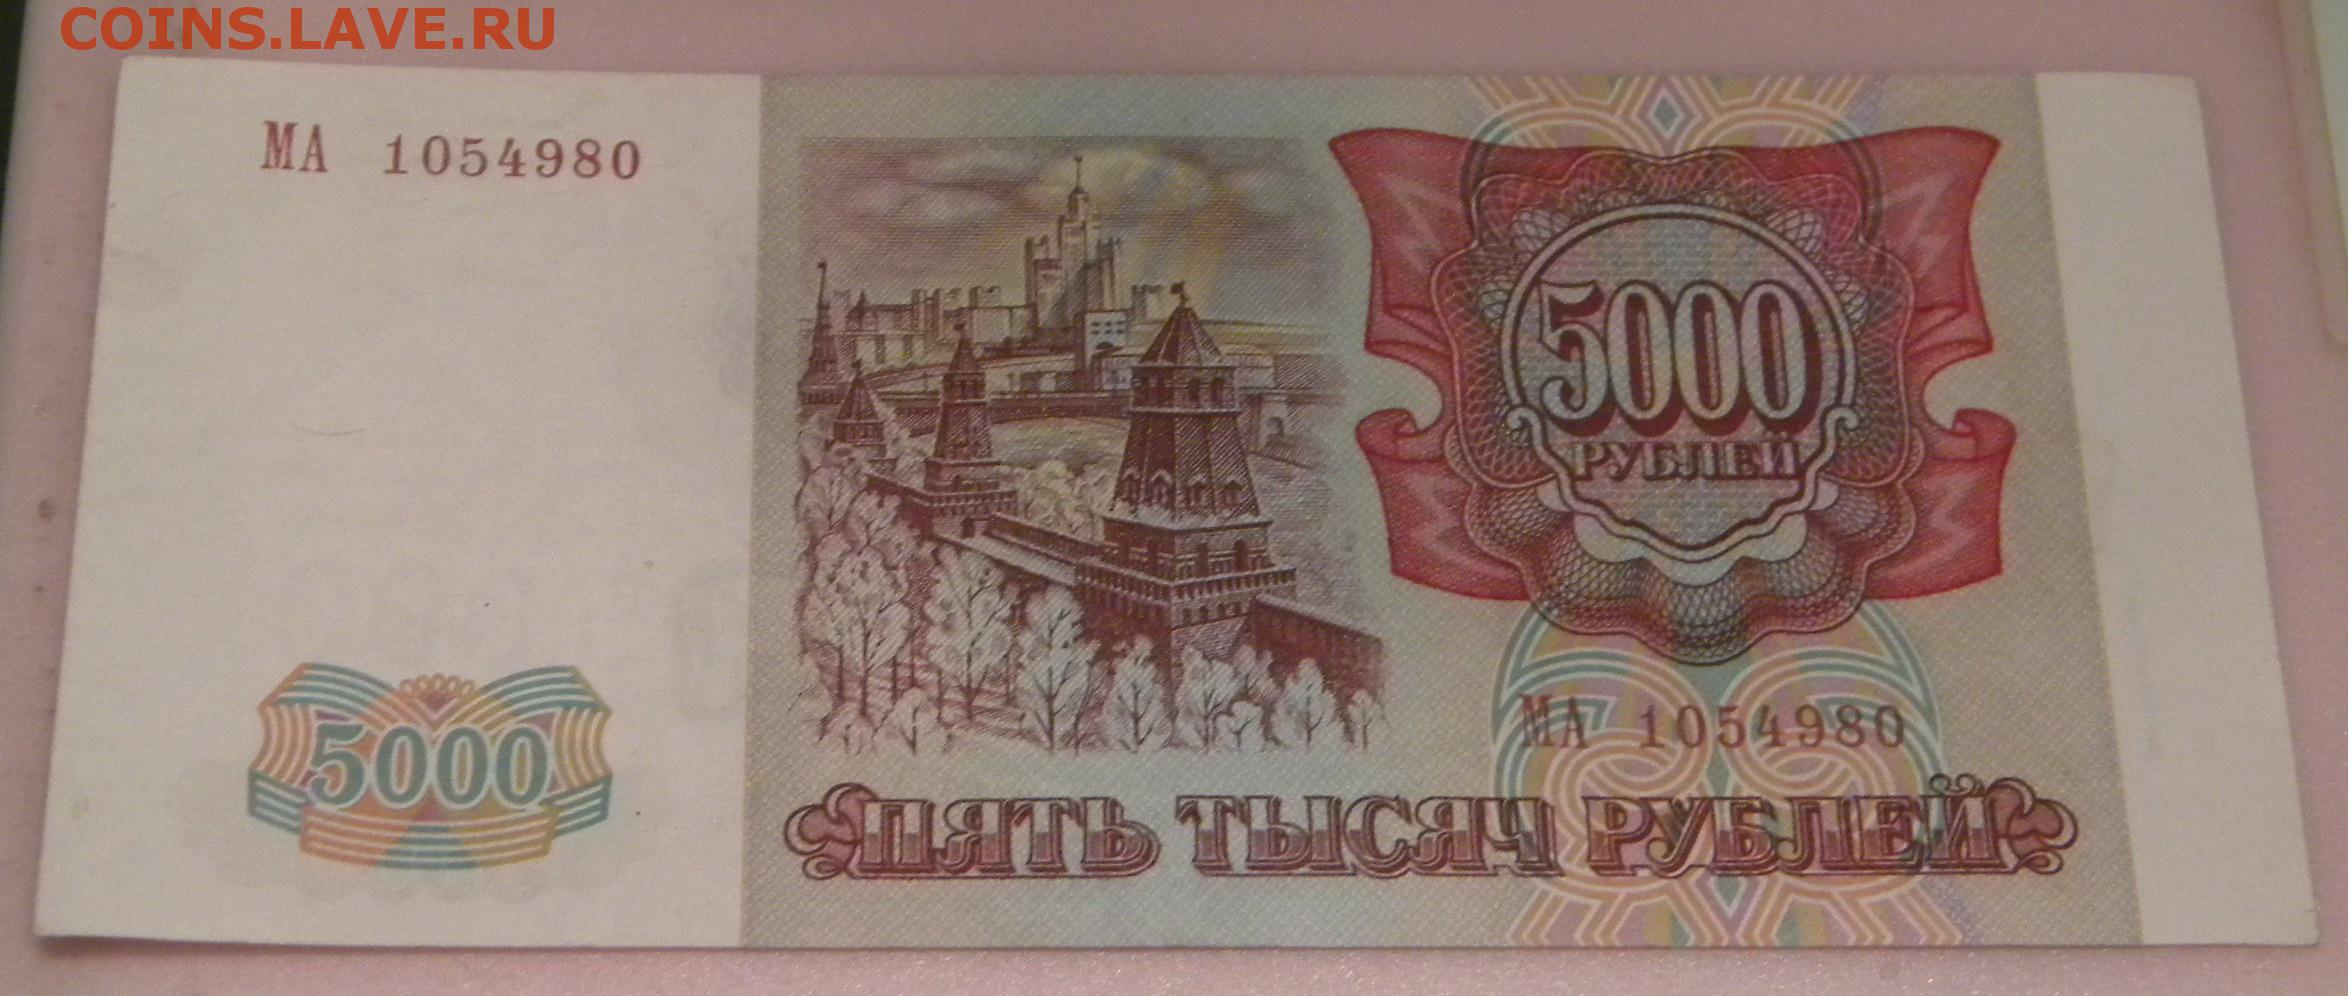 COINS.LAVE.RU
МА 1054980
5000
РУБЛЕЙ
МА 1054980
5000
ПЯТЬ ТЫСЯЧ РУБЛЕЙ